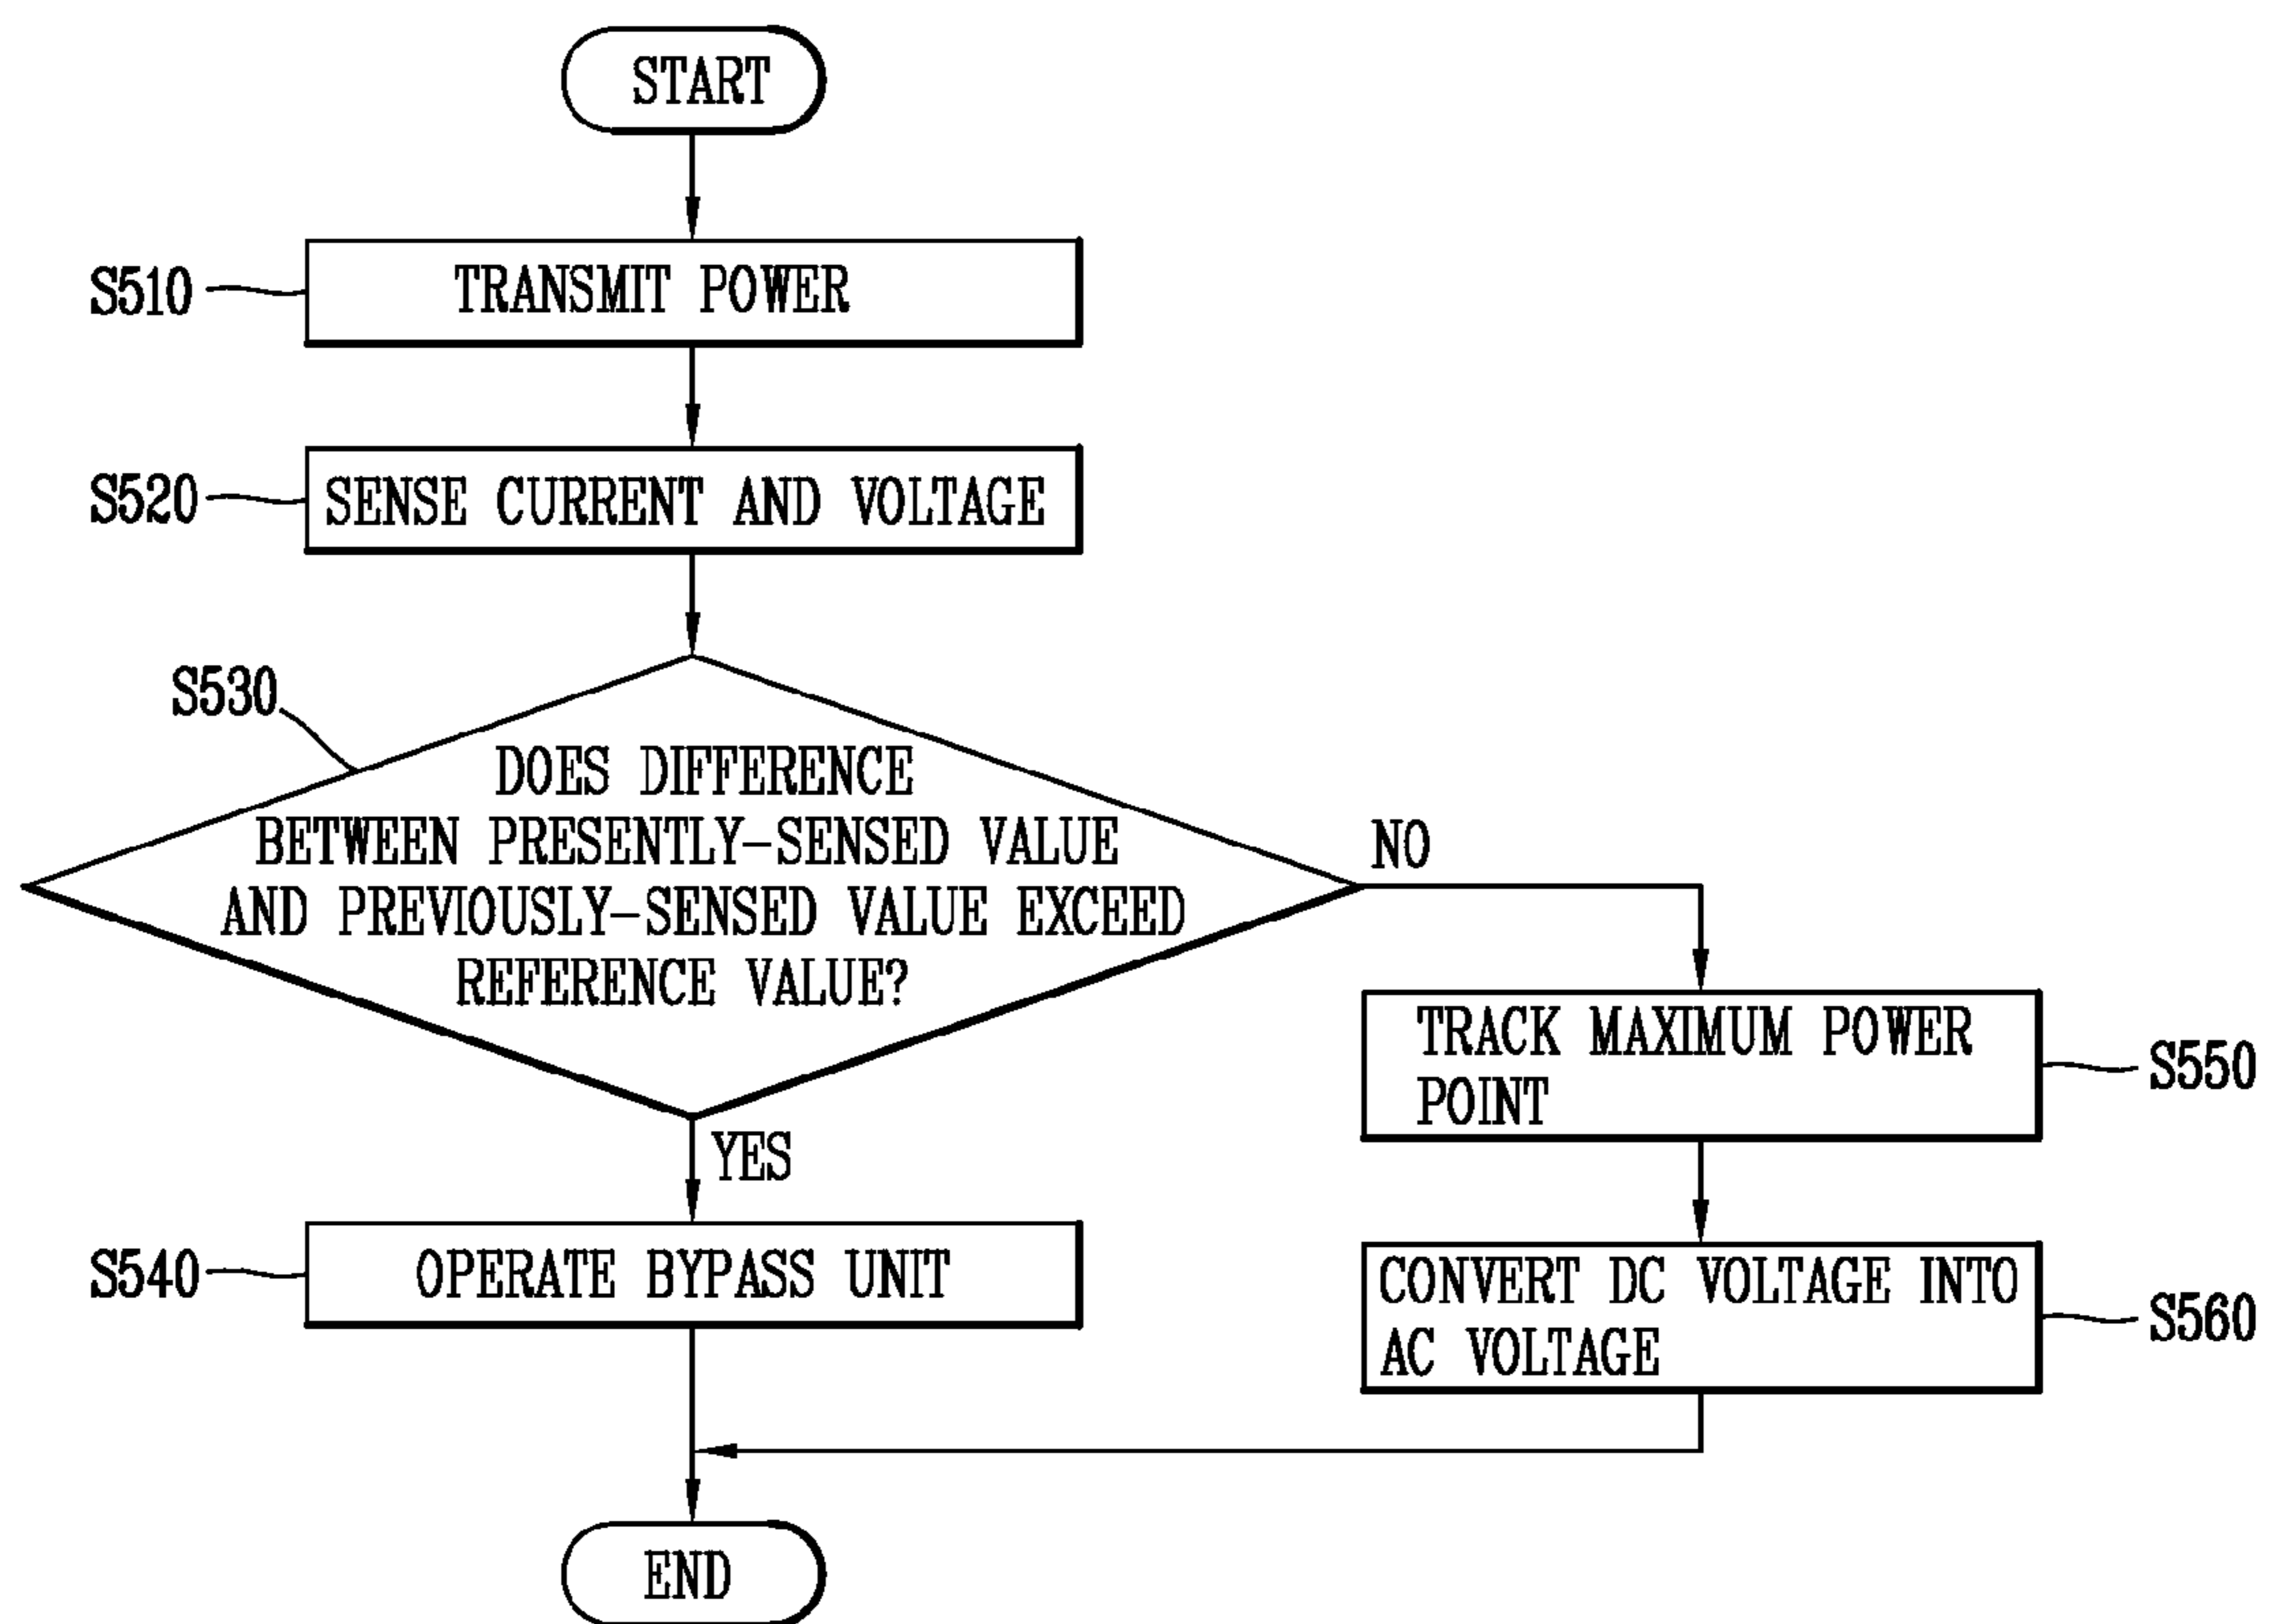 START
S510
TRANSMIT POWER
S520
SENSE CURRENT AND VOLTAGE
S530
DOES DIFFERENCE
BETWEEN PRESENTLY-SENSED VALUE
AND PREVIOUSLY-SENSED VALUE EXCEED
REFERENCE VALUE?
NO
YES
S540
OPERATE BYPASS UNIT
TRACK MAXIMUM POWER
POINT
S550
CONVERT DC VOLTAGE INTO
AC VOLTAGE
S560
END